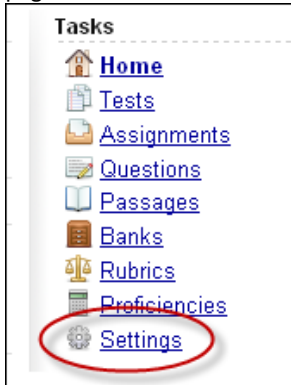 Tasks
Home
Tests
Assignments
Questions
Passages
Banks
Rubrics
Proficiencies
Settings